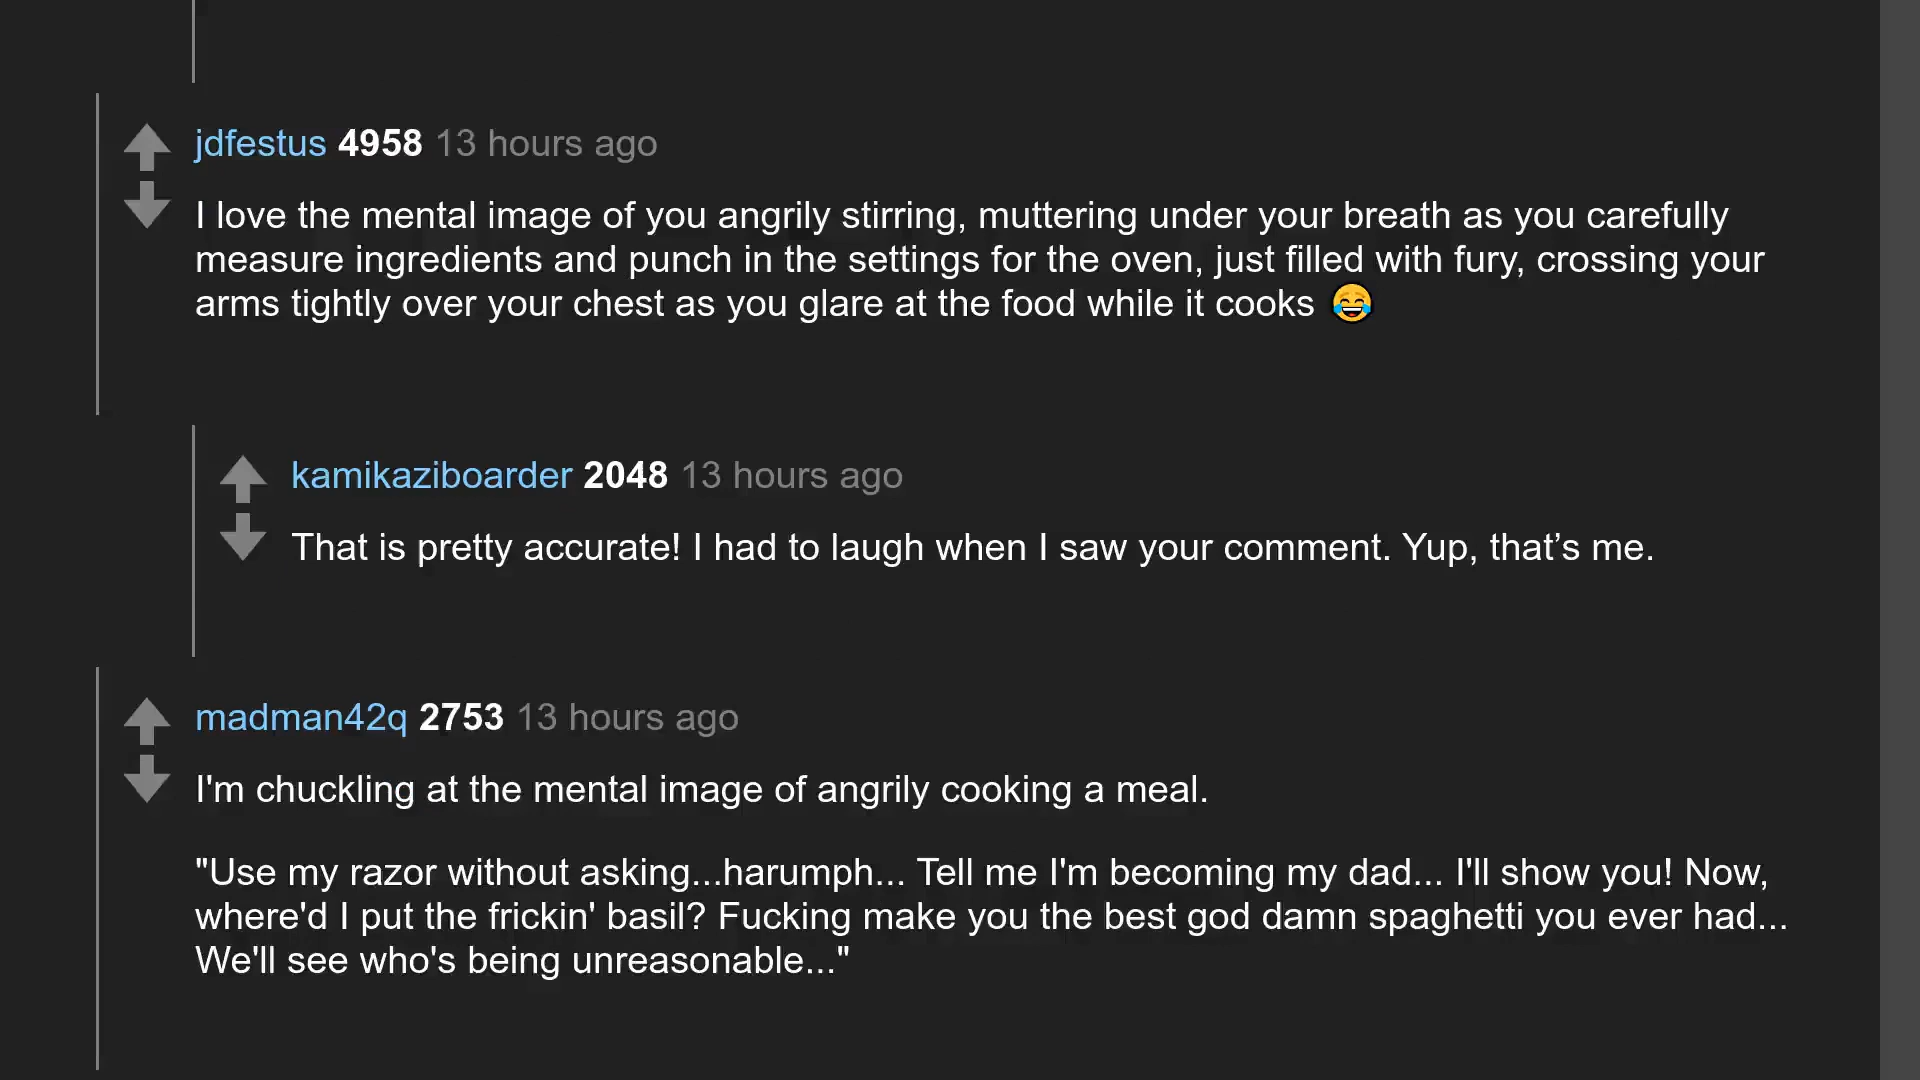 jdfestus 4958 13 hours ago
I love the mental image of you angrily stirring, muttering under your breath as you carefully
measure ingredients and punch in the settings for the oven, just filled with fury, crossing your
arms tightly over your chest as you glare at the food while it cooks 😂
kamikaziboarder 2048 13 hours ago
That is pretty accurate! I had to laugh when I saw your comment. Yup, that’s me.
madman42q 2753 13 hours ago
I'm chuckling at the mental image of angrily cooking a meal.
"Use my razor without asking...harumph... Tell me I'm becoming my dad... I'll show you! Now,
where'd I put the frickin' basil? Fucking make you the best god damn spaghetti you ever had...
We'll see who's being unreasonable..."